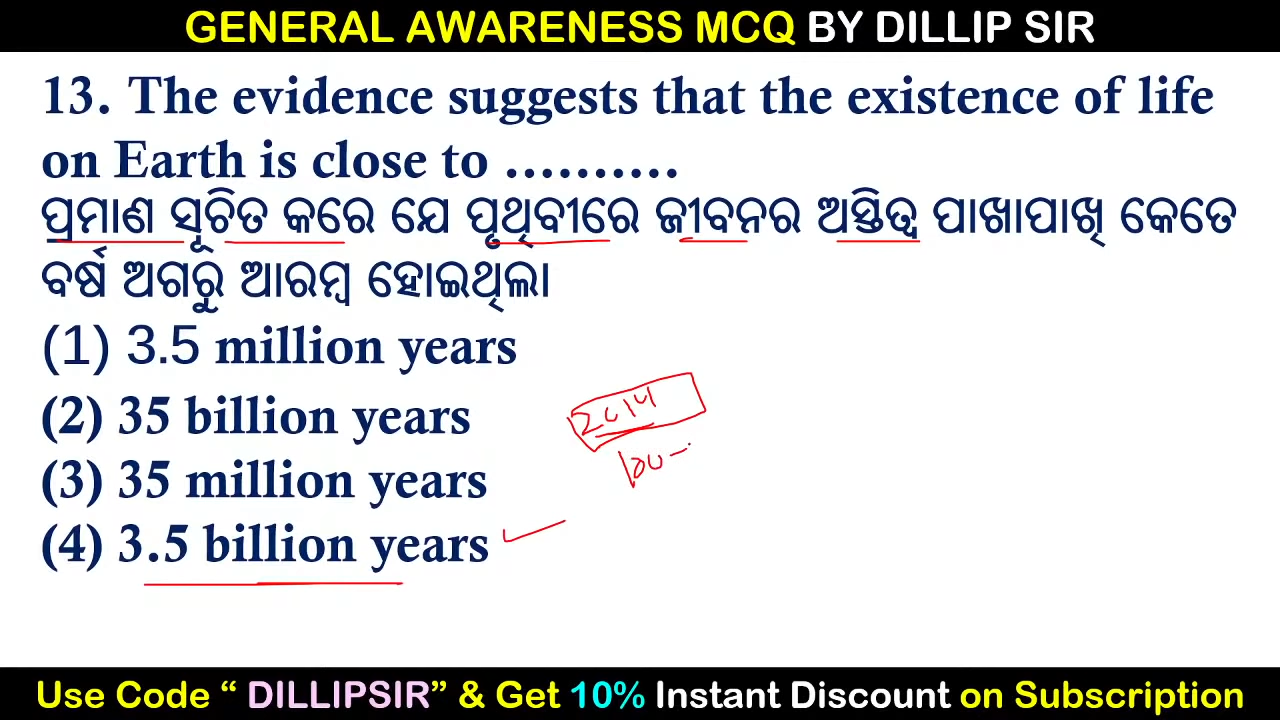 GENERAL AWARENESS MCQ BY DILLIP SIR
13. The evidence suggests that the existence of life
on Earth is close to ..........
ପ୍ରମାଣ ସୂଚିତ କରେ ଯେ ପୃଥିବୀରେ ଜୀବନର ଅସ୍ତିତ୍ୱ ପାଖାପାଖି କେତେ
ବର୍ଷ ଅଗରୁ ଆରମ୍ବ ହୋଇଥିଲା
(1) 3.5 million years
(2) 35 billion years
2014
(3) 35 million years
(4) 3.5 billion years
Use Code “ DILLIPSIR” & Get 10% Instant Discount on Subscription